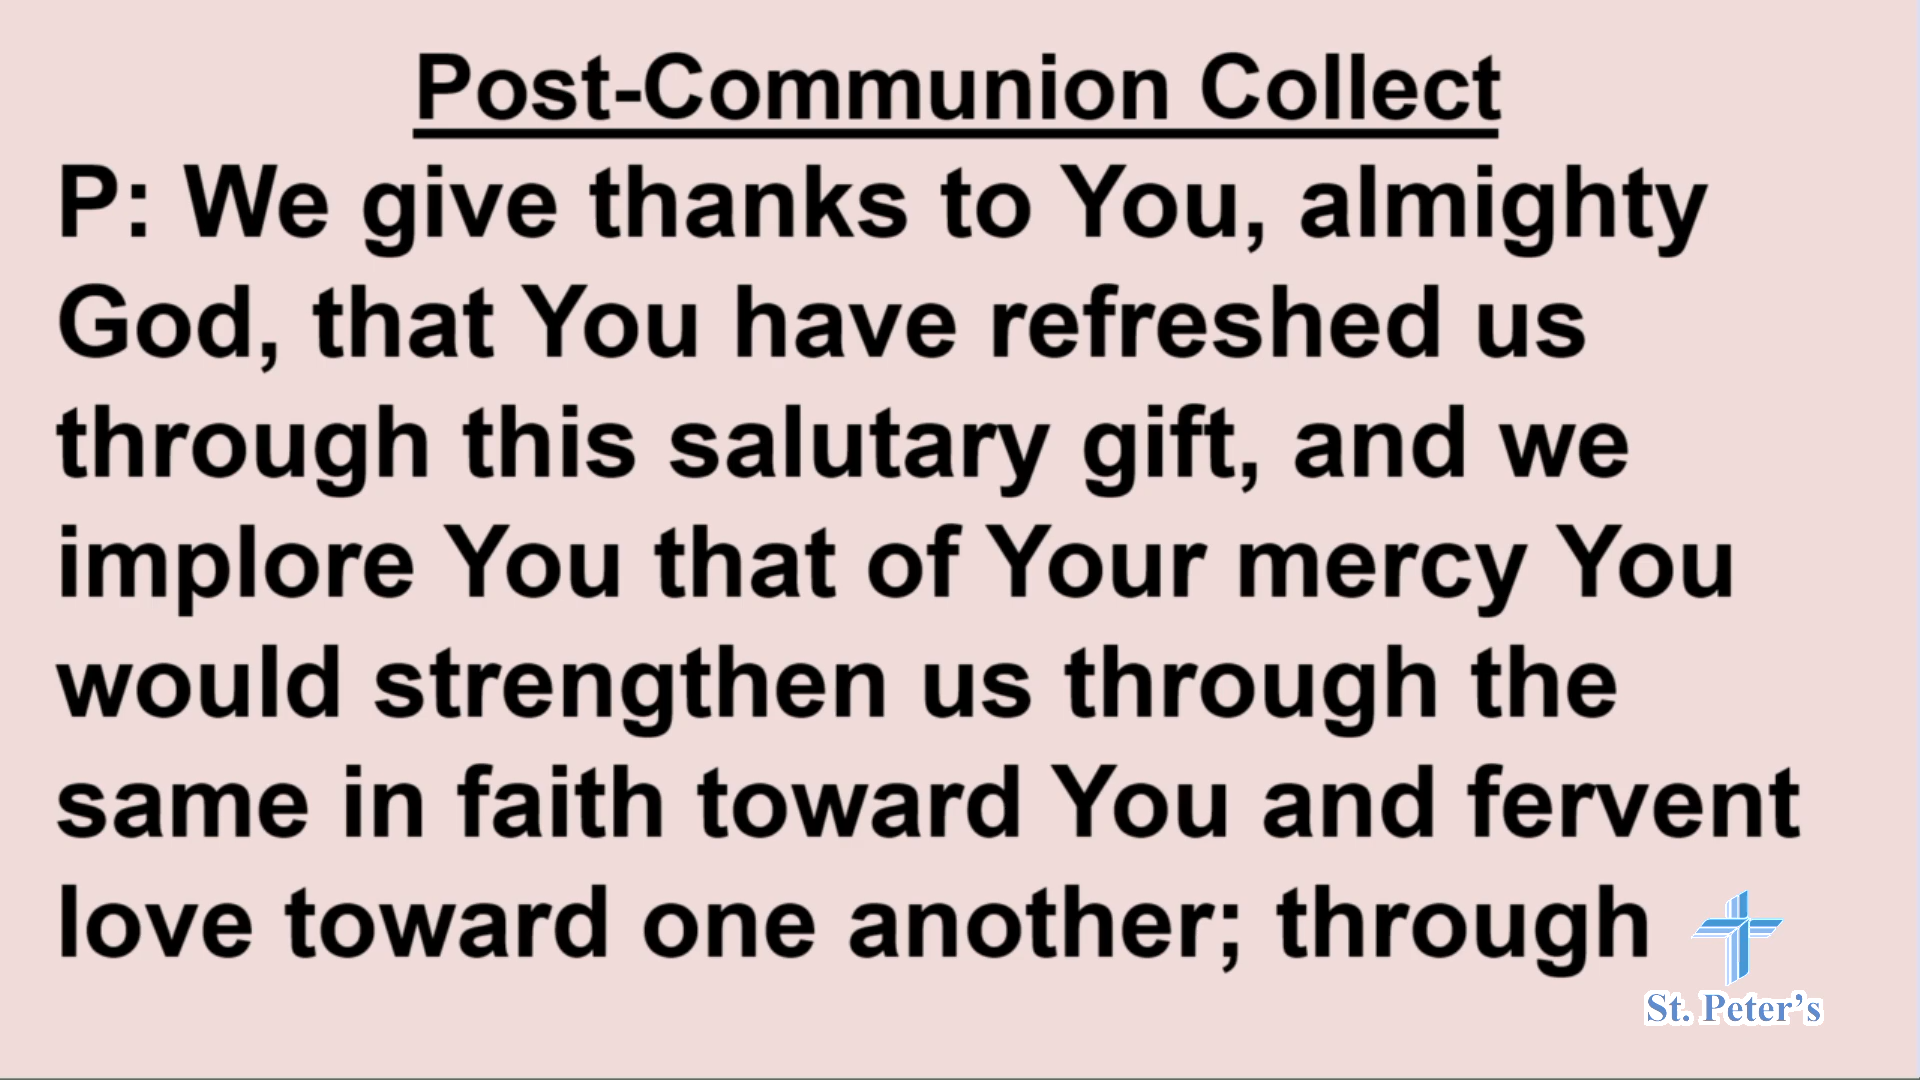 Post-Communion Collect
P: We give thanks to You, almighty
God, that You have refreshed us
through this salutary gift, and we
implore You that of Your mercy You
would strengthen us through the
same in faith toward You and fervent
love toward one another; through
St. Peter’s